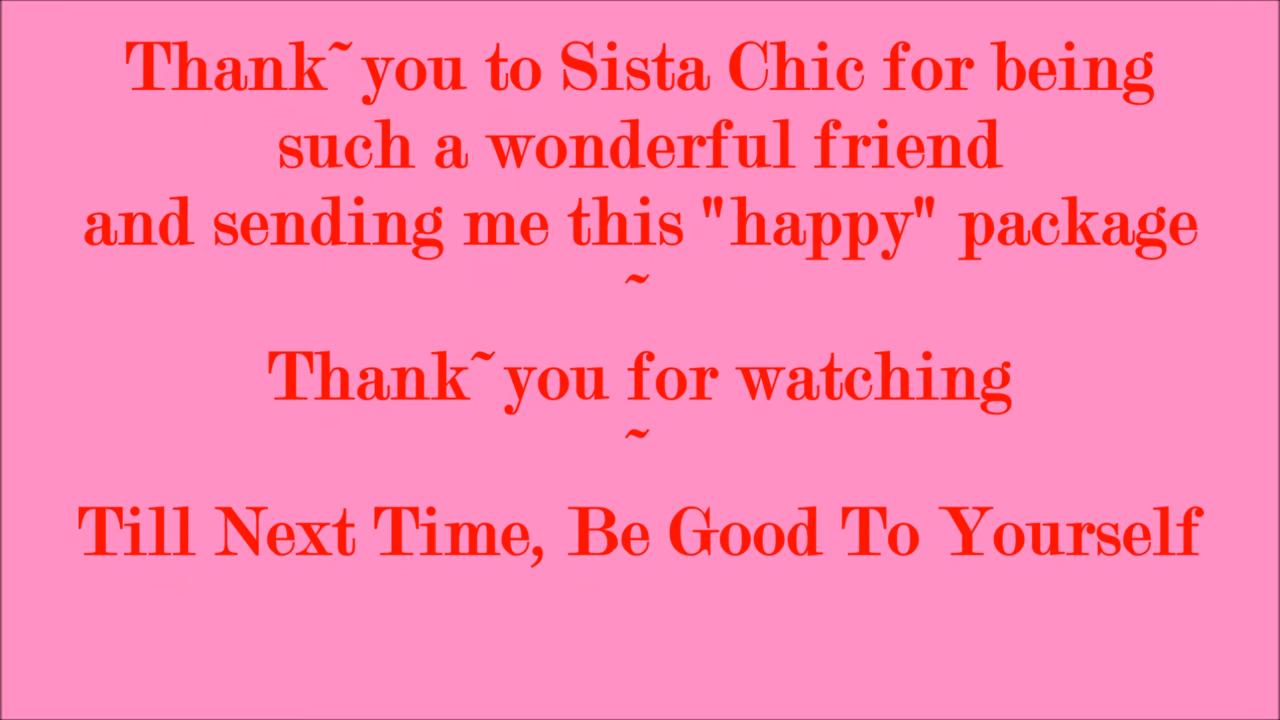 Thank~you to Sista Chic for being
such a wonderful friend
and sending me this "happy" package
~
Thank~you for watching
~
Till Next Time, Be Good To Yourself